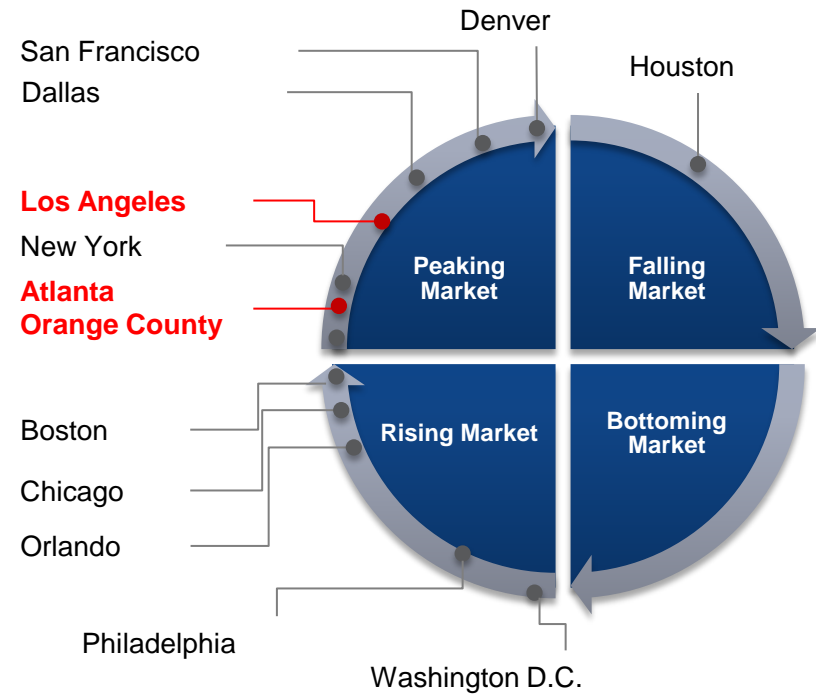 Denver
San Francisco
Houston
Dallas
Los Angeles
New York
Atlanta
Orange County
Peaking
Market
Falling
Market
Boston
Rising Market
Bottoming
Market
Chicago
Orlando
Philadelphia
Washington D.C.